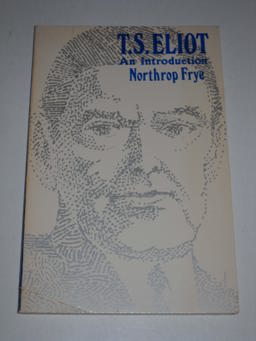 T.S. ELIOT
An Introduction
Northrop Frye